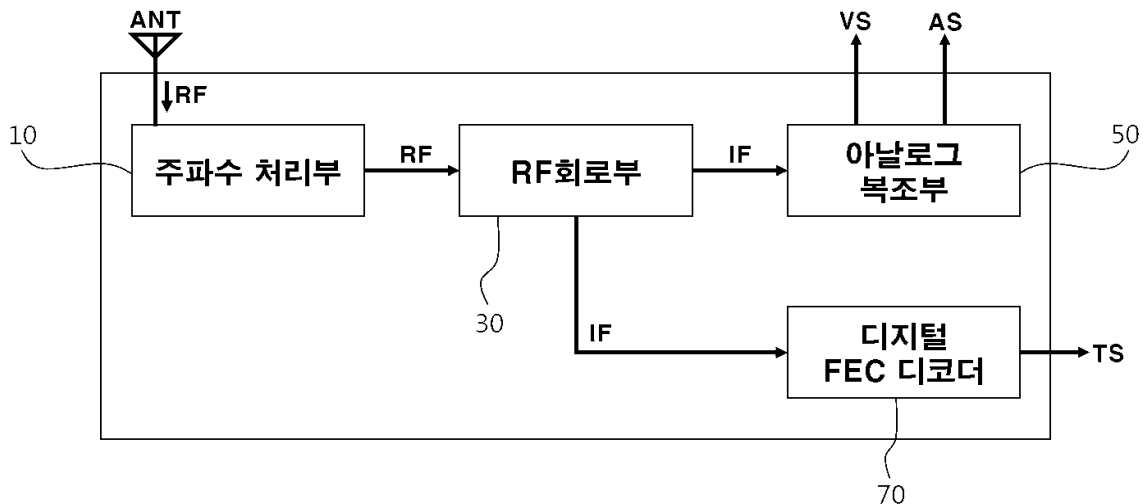 ANT
VS
AS
RF
10
주파수 처리부
RF
RF회로부
IF
아날로그
복조부
50
30
IF
디지털
FEC 디코더
TS
70